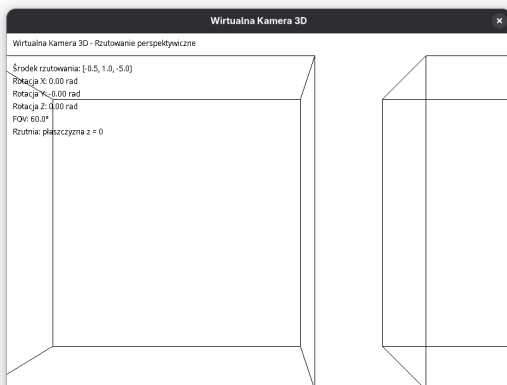 Wirtualna Kamera 3D
Wirtualna Kamera 3D - Rzutowanie perspektywiczne
Środek rzutowania: [-0.5, 1.0, -5.0]
Rotacja X: 0.00 rad
Rotacja Y: -0.00 rad
Rotacja Z: 0.00 rad
FOV: 60.0°
Rzutnia: płaszczyzna z = 0